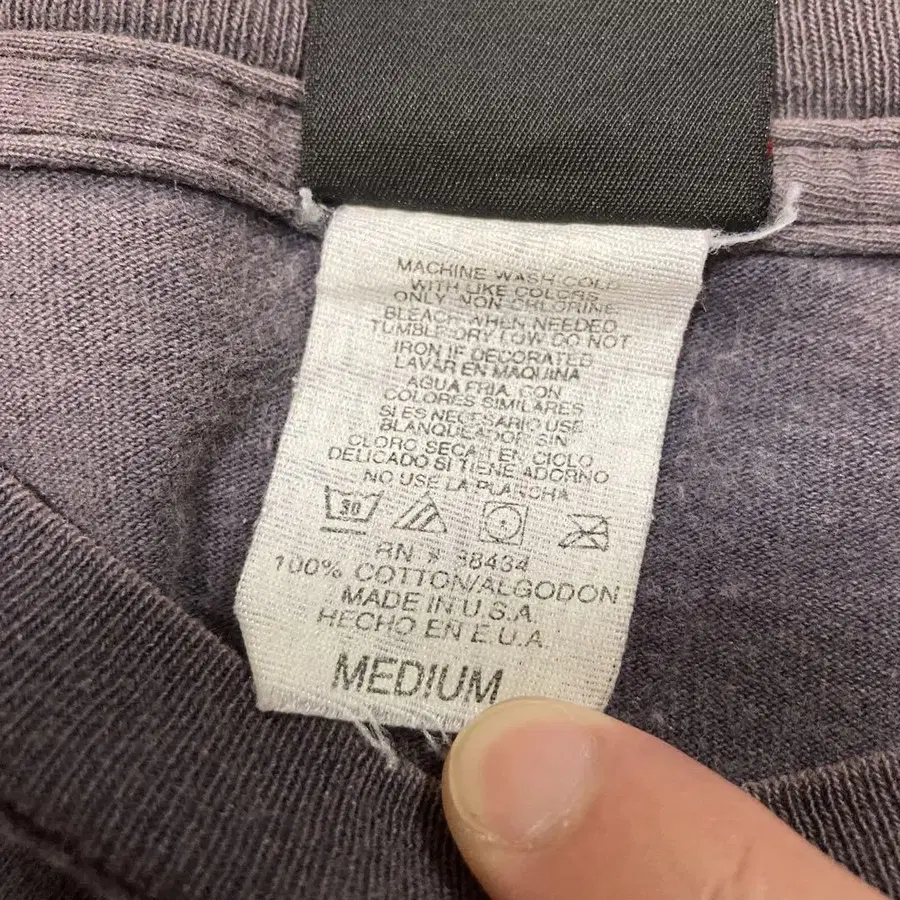 MACHINE WASH COLD
WITH LIKE COLORS
ONLY NON CHLORINE
BLEACH WHEN NEEDED
TUMBLE DRY LOW DO NOT
IRON IF DECORATED
LAVAR EN MAQUINA
AGUA FRIA, CON
COLORES SIMILARES
SI ES NECESARIO USE
BLANQUEADOR SIN
CLORO SECAR EN CICLO
DELICADO SI TIENE ADORNO
NO USE LA PLANCHA
30
RN # 38434
100% COTTON/ALGODON
MADE IN U.S.A.
HECHO EN E.U.A.
MEDIUM